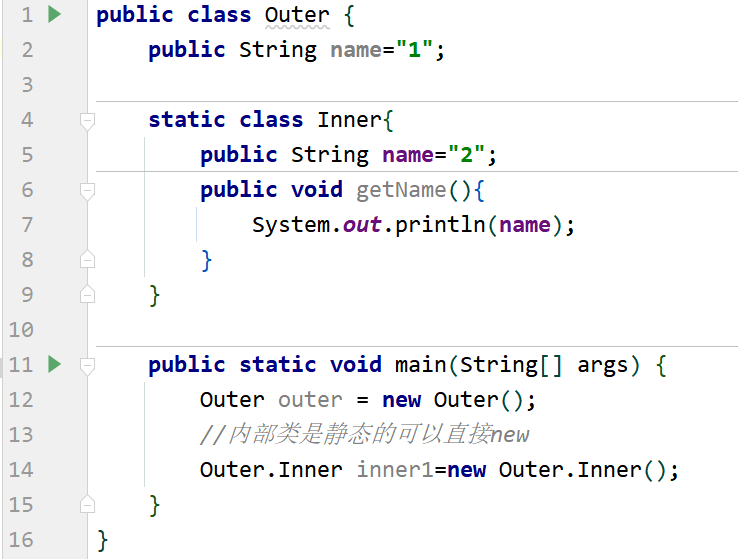 1 public class Outer {
2     public String name="1";
3
4     static class Inner{
5         public String name="2";
6         public void getName(){
7             System.out.println(name);
8         }
9     }
10
11     public static void main(String[] args) {
12         Outer outer = new Outer();
13         //内部类是静态的可以直接new
14         Outer.Inner inner1=new Outer.Inner();
15     }
16 }